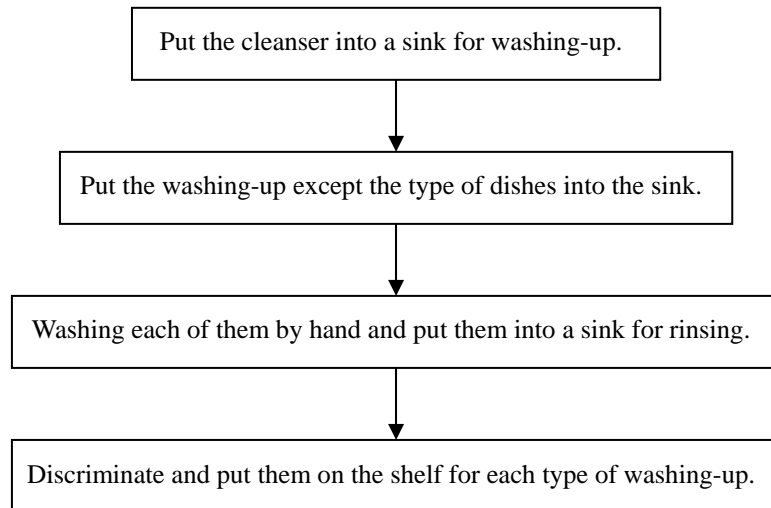 Put the cleanser into a sink for washing-up.
Put the washing-up except the type of dishes into the sink.
Washing each of them by hand and put them into a sink for rinsing.
Discriminate and put them on the shelf for each type of washing-up.